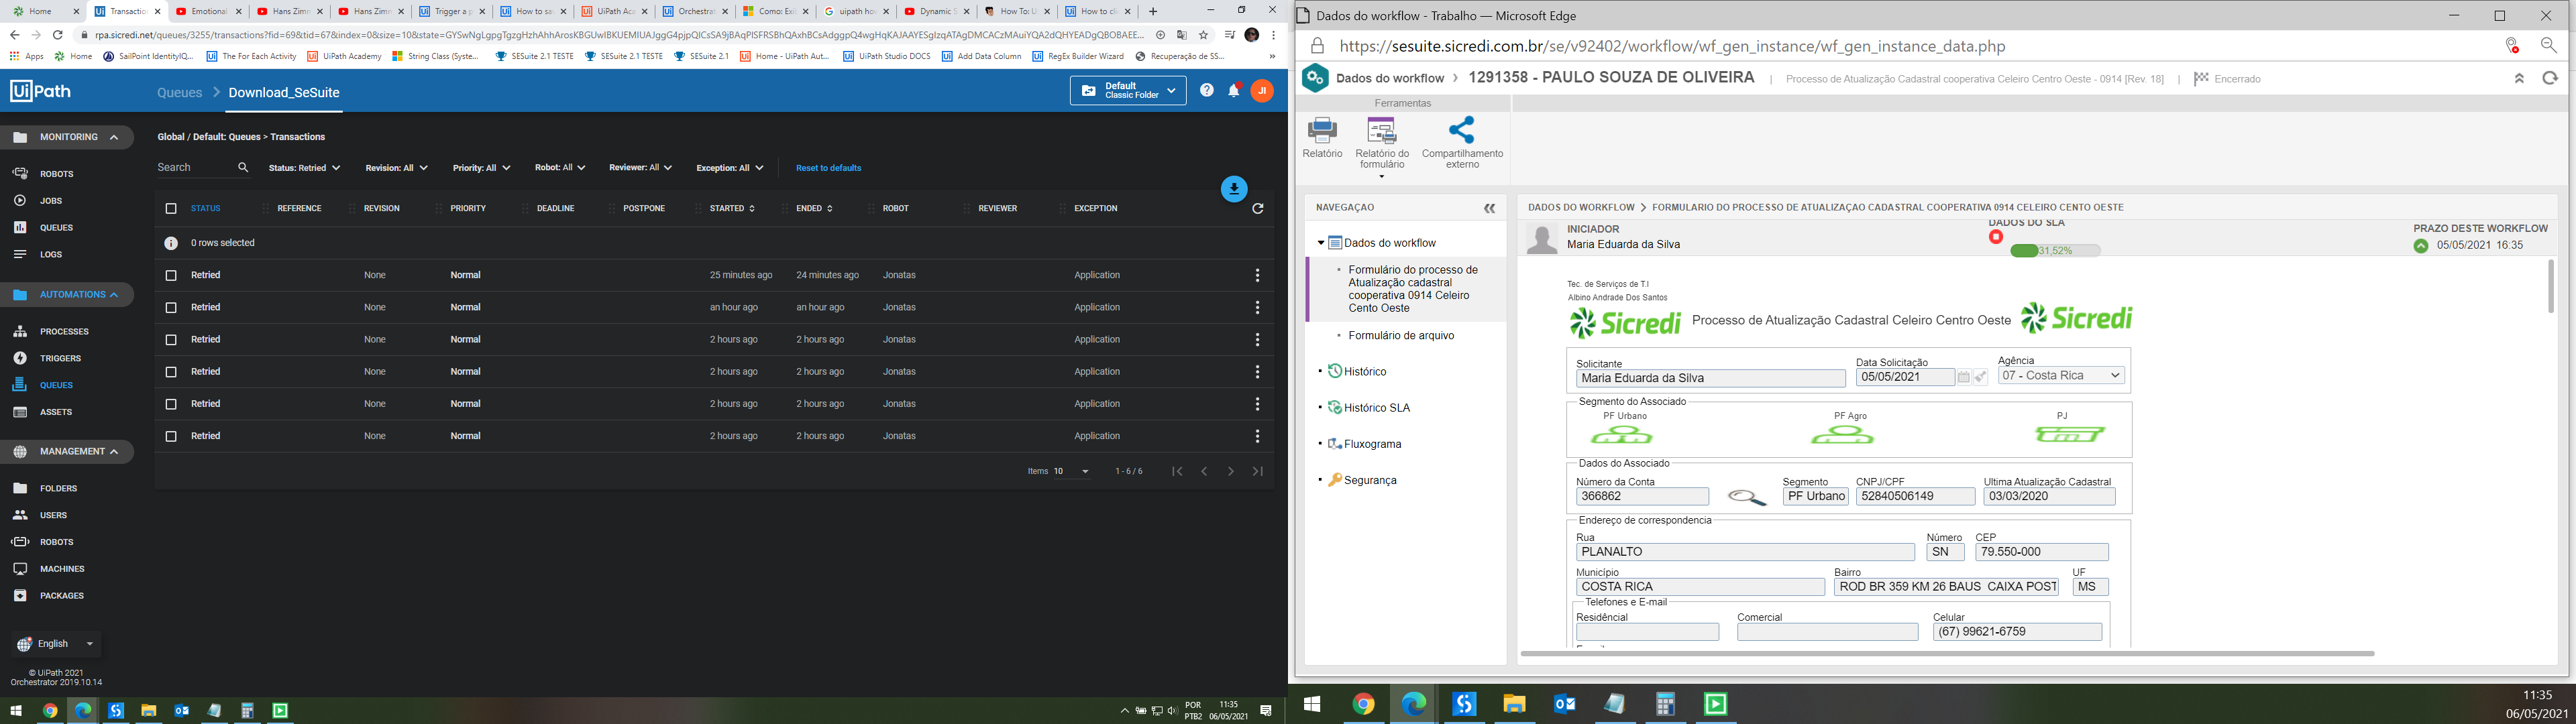 Home
Transaction
Emotional
Hans Zimm
Hans Zimn
Trigger a p
How to sa
UiPath Aca
Orchestrat
Como: Exi
uipath how
Dynamic S
How To: U
How to cli
rpa.sicredi.net/queues/3255/transactions?fid=69&tid=67&index=0&size=10&state=
Apps
Home
SailPoint IdentityIQ...
The For Each Activity
UiPath Academy
String Class (Syste...
SESuite 2.1 TESTE
SESuite 2.1 TESTE
SESuite 2.1
Home - UiPath Aut...
UiPath Studio DOCS
Add Data Column
RegEx Builder Wizard
Recuperação de SS...
»
UiPath
Queues > Download_SeSuite
Default
Classic Folder
JI
MONITORING
ROBOTS
JOBS
QUEUES
LOGS
AUTOMATIONS
PROCESSES
TRIGGERS
QUEUES
ASSETS
MANAGEMENT
FOLDERS
USERS
ROBOTS
MACHINES
PACKAGES
English
© UiPath 2021
Orchestrator 2019.10.14
Global / Default: Queues > Transactions
Search Status: Retried Revision: All Priority: All Robot: All Reviewer: All Exception: All Reset to defaults
STATUS REFERENCE REVISION PRIORITY DEADLINE POSTPONE STARTED ENDED ROBOT REVIEWER EXCEPTION
0 rows selected
Retried None Normal 25 minutes ago 24 minutes ago Jonatas Application
Retried None Normal an hour ago an hour ago Jonatas Application
Retried None Normal 2 hours ago 2 hours ago Jonatas Application
Retried None Normal 2 hours ago 2 hours ago Jonatas Application
Retried None Normal 2 hours ago 2 hours ago Jonatas Application
Retried None Normal 2 hours ago 2 hours ago Jonatas Application
Items 10 1 - 6 / 6
POR
PTB2
11:35
06/05/2021
Dados do workflow - Trabalho — Microsoft Edge
https://sesuite.sicredi.com.br/se/v92402/workflow/wf_gen_instance/wf_gen_instance_data.php
Dados do workflow > 1291358 - PAULO SOUZA DE OLIVEIRA | Processo de Atualização Cadastral cooperativa Celeiro Centro Oeste - 0914 [Rev. 18] | Encerrado
Ferramentas
Relatório
Relatório do
formulário
Compartilhamento
externo
NAVEGAÇAO
Dados do workflow
Formulário do processo de
Atualização cadastral
cooperativa 0914 Celeiro
Cento Oeste
Formulário de arquivo
Histórico
Histórico SLA
Fluxograma
Segurança
DADOS DO WORKFLOW > FORMULARIO DO PROCESSO DE ATUALIZAÇAO CADASTRAL COOPERATIVA 0914 CELEIRO CENTO OESTE
INICIADOR
Maria Eduarda da Silva
DADOS DO SLA
31,52%
PRAZO DESTE WORKFLOW
05/05/2021 16:35
Tec. de Serviços de T.I
Albino Andrade Dos Santos
Sicredi Processo de Atualização Cadastral Celeiro Centro Oeste Sicredi
Solicitante Data Solicitação Agência
Maria Eduarda da Silva 05/05/2021 07 - Costa Rica
Segmento do Associado
PF Urbano PF Agro PJ
Dados do Associado
Número da Conta Segmento CNPJ/CPF Ultima Atualização Cadastral
366862 PF Urbano 52840506149 03/03/2020
Endereço de correspondencia
Rua Número CEP
PLANALTO SN 79.550-000
Município Bairro UF
COSTA RICA ROD BR 359 KM 26 BAUS CAIXA POST MS
Telefones e E-mail
Residêncial Comercial Celular
(67) 99621-6759
11:35
06/05/2021